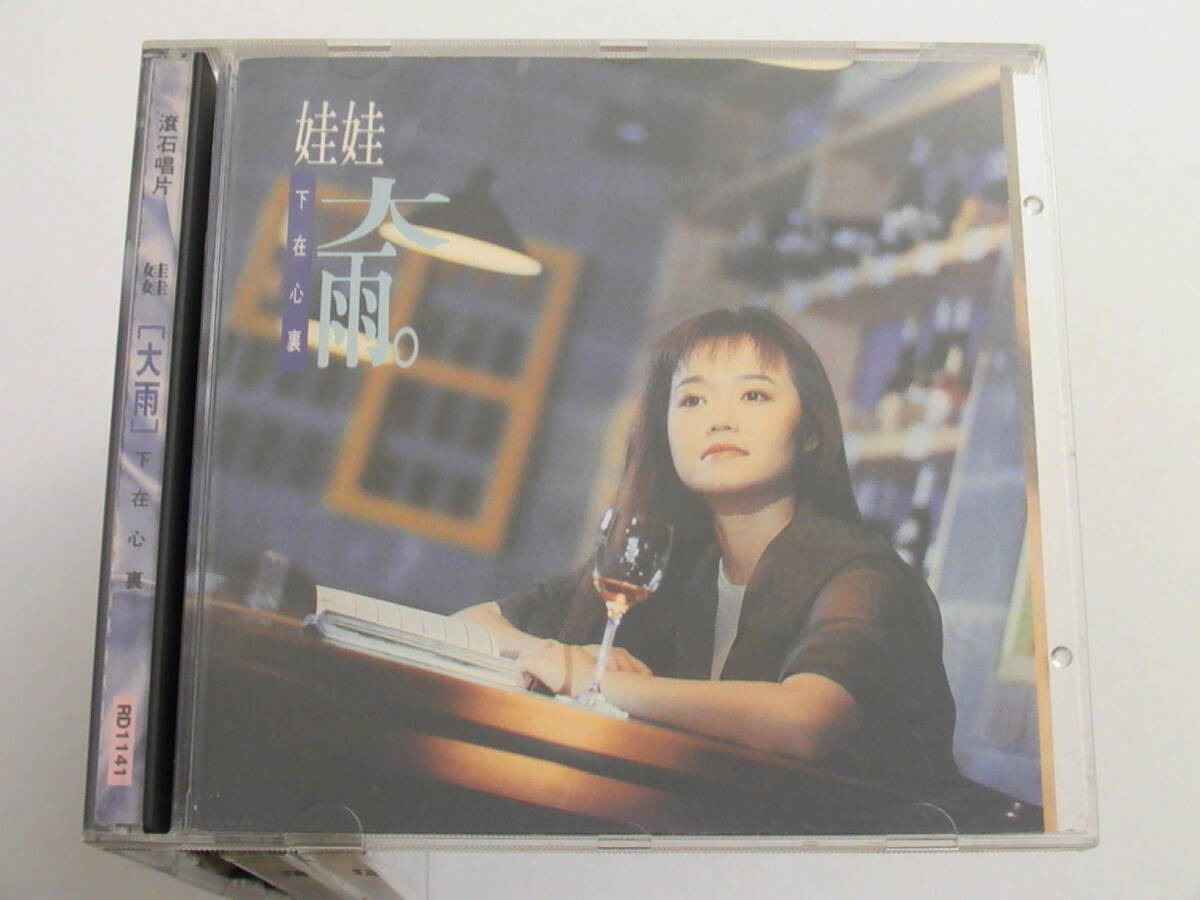 滾石唱片
娃娃
[大雨]
下在心裏
RD1141
娃娃
大雨。
下在心裏